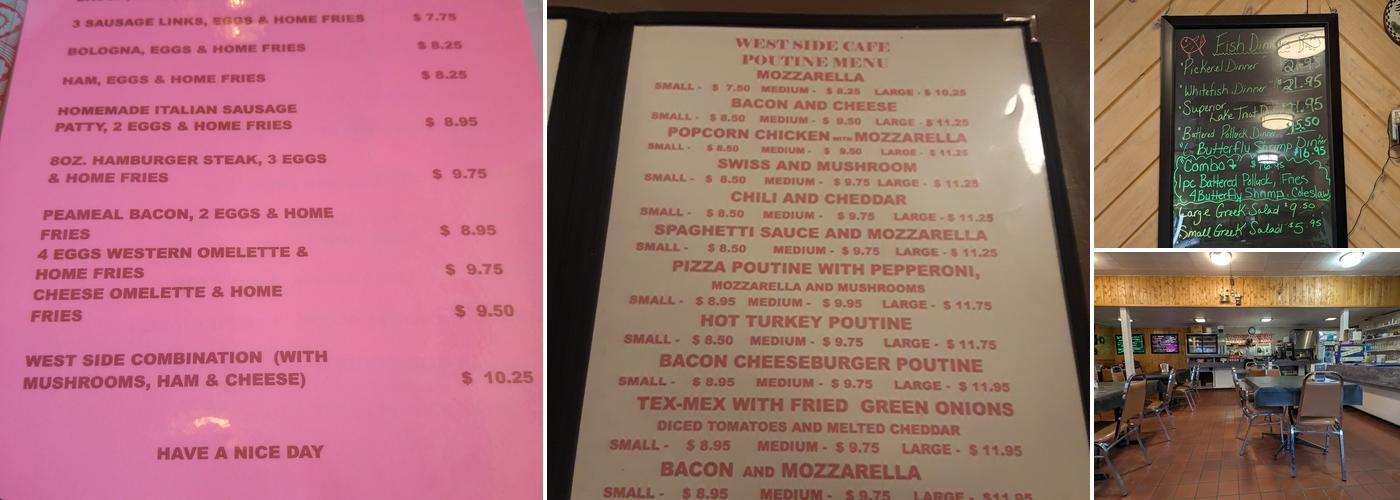 3 SAUSAGE LINKS, EGGS & HOME FRIES $ 7.75
BOLOGNA, EGGS & HOME FRIES $ 8.25
HAM, EGGS & HOME FRIES $ 8.25
HOMEMADE ITALIAN SAUSAGE
PATTY, 2 EGGS & HOME FRIES $ 8.95
8OZ. HAMBURGER STEAK, 3 EGGS
& HOME FRIES $ 9.75
PEAMEAL BACON, 2 EGGS & HOME
FRIES $ 8.95
4 EGGS WESTERN OMELETTE &
HOME FRIES $ 9.75
CHEESE OMELETTE & HOME
FRIES $ 9.50
WEST SIDE COMBINATION (WITH
MUSHROOMS, HAM & CHEESE) $ 10.25
HAVE A NICE DAY
WEST SIDE CAFE
POUTINE MENU
MOZZARELLA
SMALL - $ 7.50 MEDIUM - $ 8.25 LARGE - $ 10.25
BACON AND CHEESE
SMALL - $ 8.50 MEDIUM - $ 9.50 LARGE - $ 11.25
POPCORN CHICKEN WITH MOZZARELLA
SMALL - $ 8.50 MEDIUM - $ 9.50 LARGE - $ 11.25
SWISS AND MUSHROOM
SMALL - $ 8.50 MEDIUM - $ 9.75 LARGE - $ 11.25
CHILI AND CHEDDAR
SMALL - $ 8.50 MEDIUM - $ 9.75 LARGE - $ 11.25
SPAGHETTI SAUCE AND MOZZARELLA
SMALL - $ 8.50 MEDIUM - $ 9.75 LARGE - $ 11.25
PIZZA POUTINE WITH PEPPERONI,
MOZZARELLA AND MUSHROOMS
SMALL - $ 8.95 MEDIUM - $ 9.95 LARGE - $ 11.75
HOT TURKEY POUTINE
SMALL - $ 8.50 MEDIUM - $ 9.75 LARGE - $ 11.75
BACON CHEESEBURGER POUTINE
SMALL - $ 8.95 MEDIUM - $ 9.75 LARGE - $ 11.95
TEX-MEX WITH FRIED GREEN ONIONS
DICED TOMATOES AND MELTED CHEDDAR
SMALL - $ 8.95 MEDIUM - $ 9.75 LARGE - $ 11.95
BACON AND MOZZARELLA
SMALL - $ 8.95 MEDIUM - $ 9.75 LARGE - $ 11.95
Fish
Pickerel Dinner
Whitefish Dinner 21.95
Superior
Lake Trout 21.95
Battered Pollock Dinner
6 Butterfly Shrimp Dinner
$16.95
Combo
1pc Battered Pollock, Fries
4 Butterfly Shrimp, Coleslaw
Large Greek Salad $9.50
Small Greek Salad $5.95